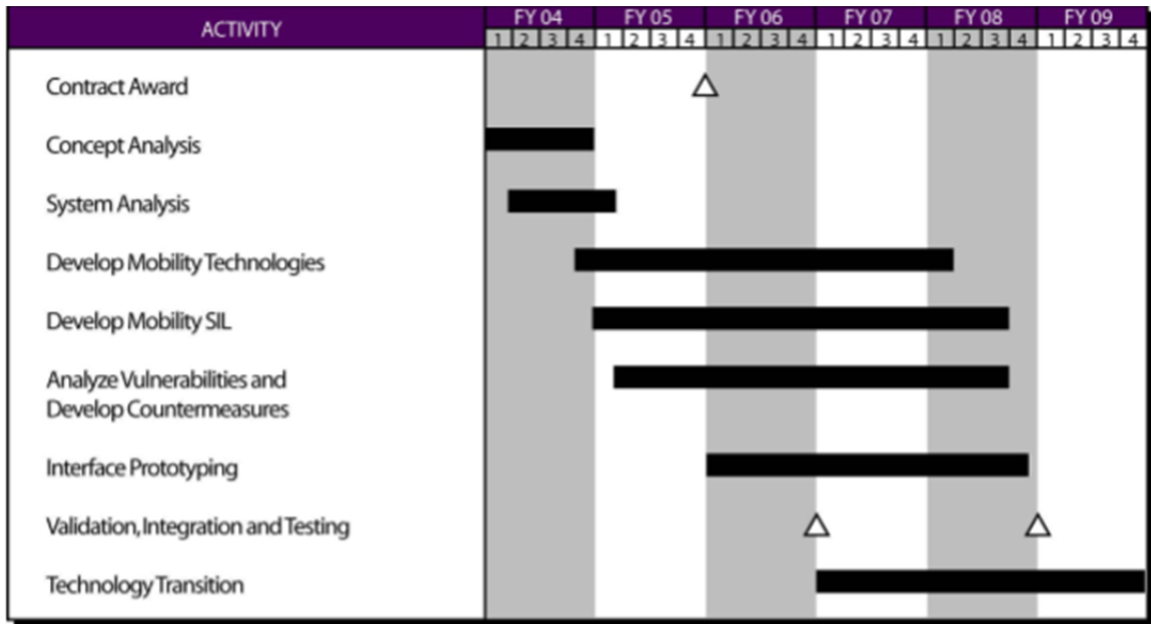 ACTIVITY
FY 04 FY 05 FY 06 FY 07 FY 08 FY 09
1 2 3 4 1 2 3 4 1 2 3 4 1 2 3 4 1 2 3 4 1 2 3 4
Contract Award
Concept Analysis
System Analysis
Develop Mobility Technologies
Develop Mobility SIL
Analyze Vulnerabilities and
Develop Countermeasures
Interface Prototyping
Validation, Integration and Testing
Technology Transition